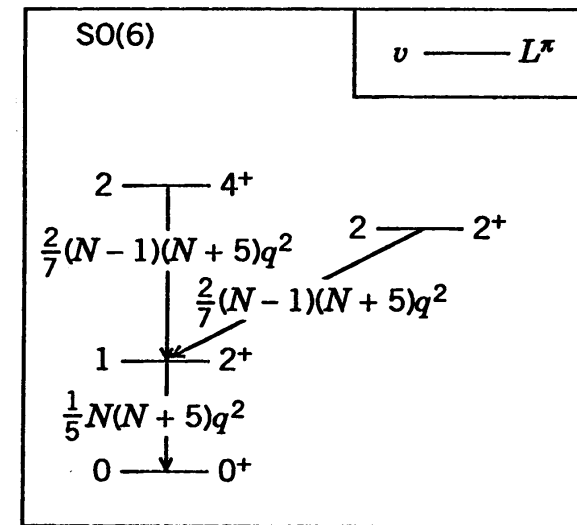 SO(6)
v L^π
2 4⁺
2 2⁺
2/7(N − 1)(N + 5)q²
2/7(N − 1)(N + 5)q²
1 2⁺
1/5N(N + 5)q²
0 0⁺